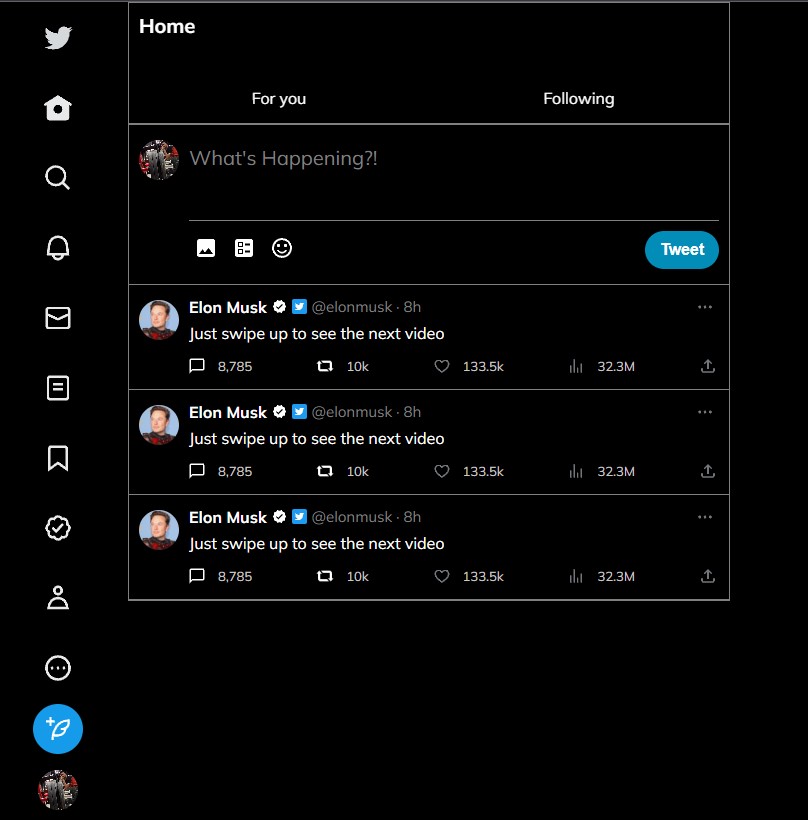 Home
For you Following
What's Happening?!
Tweet
Elon Musk @elonmusk · 8h
Just swipe up to see the next video
8,785 10k 133.5k 32.3M
Elon Musk @elonmusk · 8h
Just swipe up to see the next video
8,785 10k 133.5k 32.3M
Elon Musk @elonmusk · 8h
Just swipe up to see the next video
8,785 10k 133.5k 32.3M